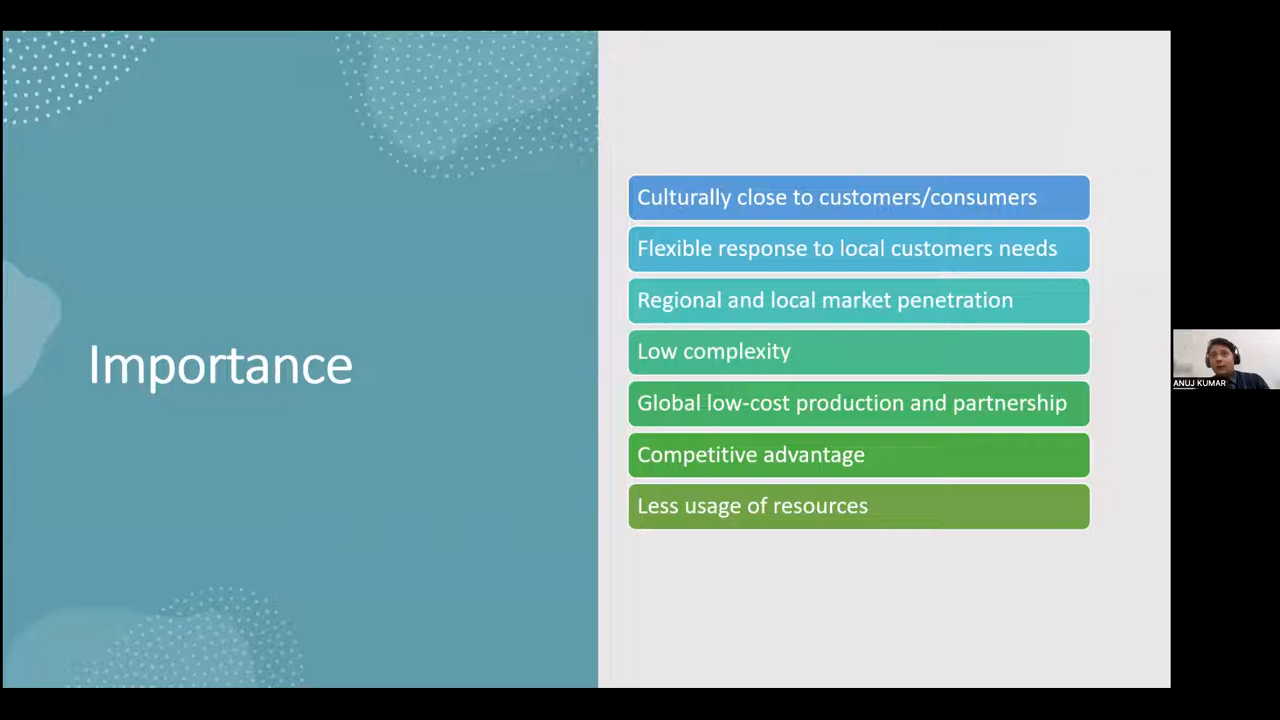 Importance
Culturally close to customers/consumers
Flexible response to local customers needs
Regional and local market penetration
Low complexity
Global low-cost production and partnership
Competitive advantage
Less usage of resources
ANUJ KUMAR